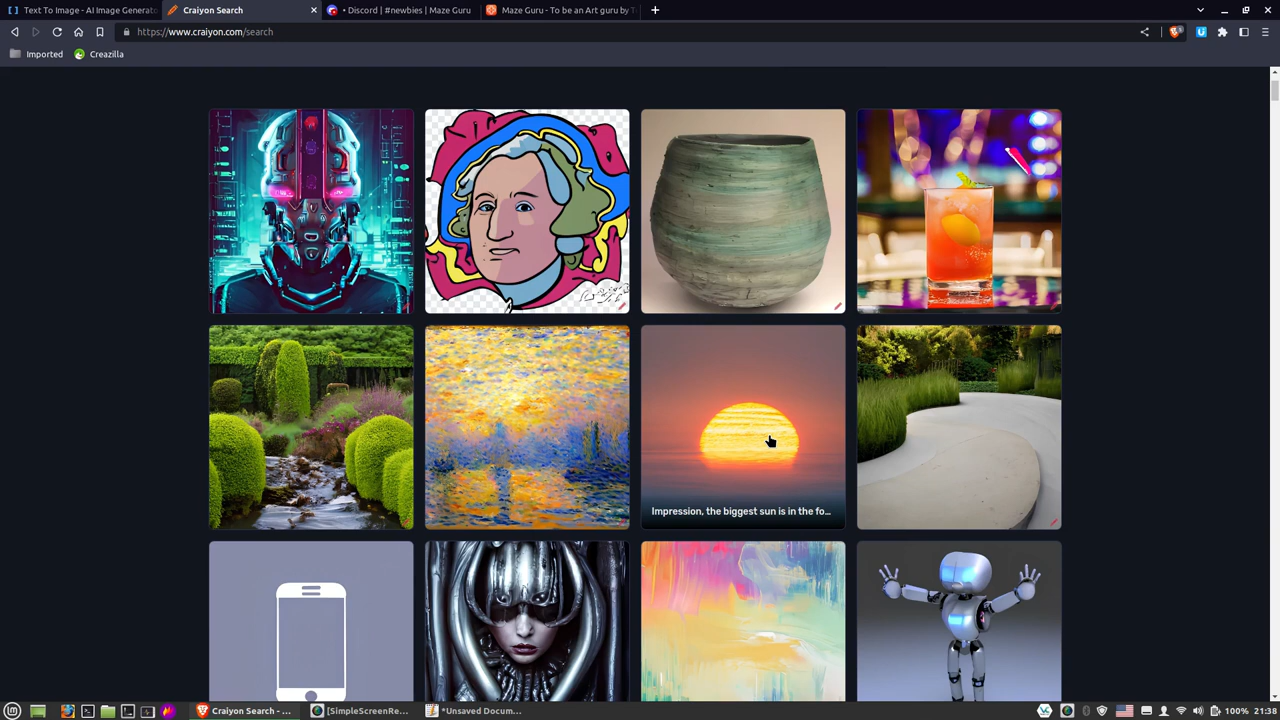 Text To Image - AI Image Generato
Craiyon Search
• Discord | #newbies | Maze Guru
Maze Guru - To be an Art guru by T
https://www.craiyon.com/search
Imported
Creazilla
Impression, the biggest sun is in the fo...
Craiyon Search - ...
[SimpleScreenRe...
*Unsaved Docum...
100%
21:38